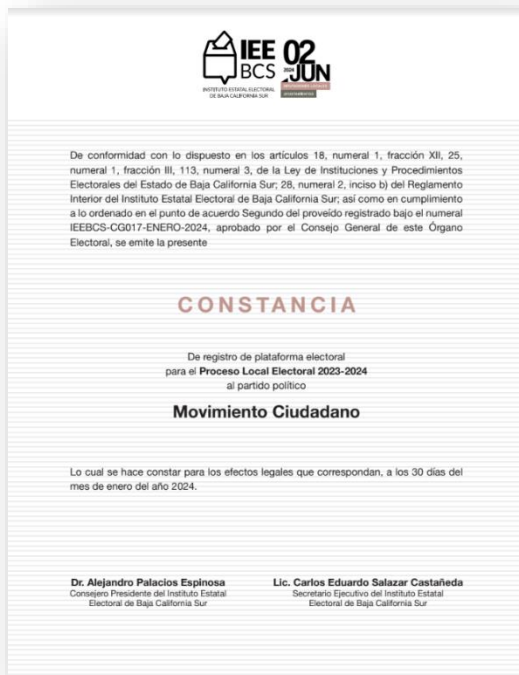 IEE
BCS
INSTITUTO ESTATAL ELECTORAL
DE BAJA CALIFORNIA SUR
02
2024
JUN
De conformidad con lo dispuesto en los artículos 18, numeral 1, fracción XII, 25,
numeral 1, fracción III, 113, numeral 3, de la Ley de Instituciones y Procedimientos
Electorales del Estado de Baja California Sur; 28, numeral 2, inciso b) del Reglamento
Interior del Instituto Estatal Electoral de Baja California Sur; así como en cumplimiento
a lo ordenado en el punto de acuerdo Segundo del proveído registrado bajo el numeral
IEEBCS-CG017-ENERO-2024, aprobado por el Consejo General de este Órgano
Electoral, se emite la presente
CONSTANCIA
De registro de plataforma electoral
para el Proceso Local Electoral 2023-2024
al partido político
Movimiento Ciudadano
Lo cual se hace constar para los efectos legales que correspondan, a los 30 días del
mes de enero del año 2024.
Dr. Alejandro Palacios Espinosa
Consejero Presidente del Instituto Estatal
Electoral de Baja California Sur
Lic. Carlos Eduardo Salazar Castañeda
Secretario Ejecutivo del Instituto Estatal
Electoral de Baja California Sur